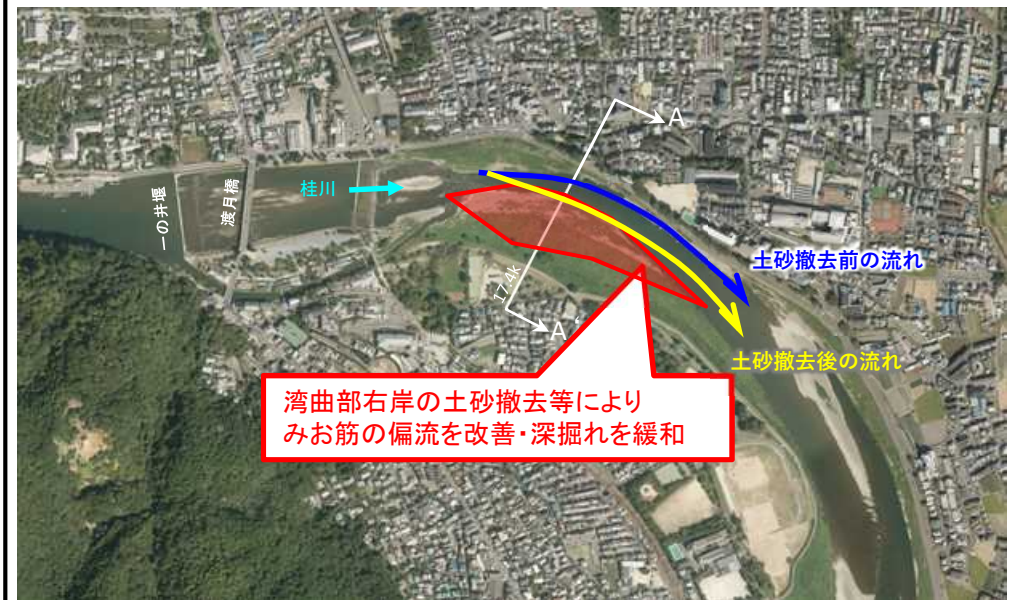 一の井堰
渡月橋
桂川
A
17.4k
A'
土砂撤去前の流れ
土砂撤去後の流れ
湾曲部右岸の土砂撤去等により
みお筋の偏流を改善・深掘れを緩和